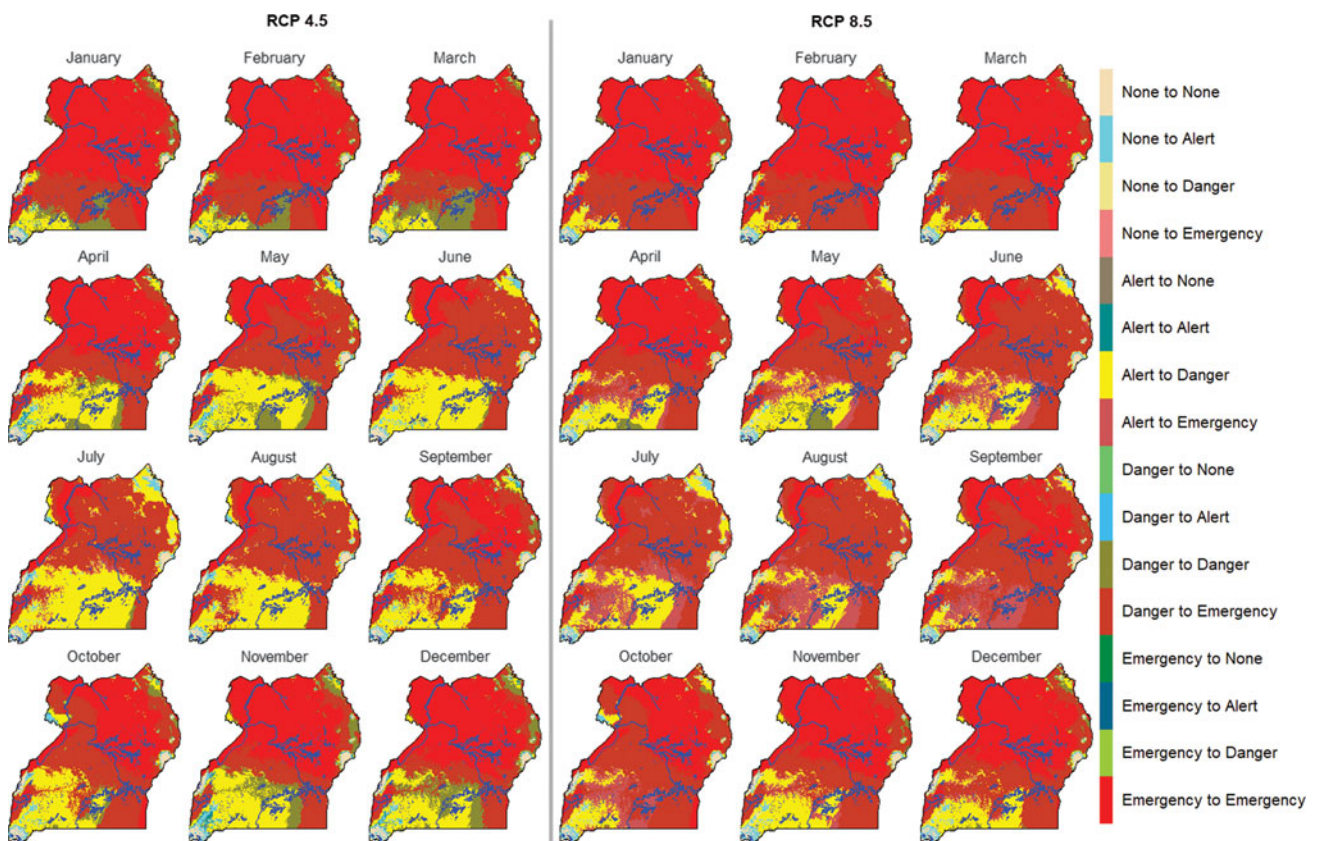 RCP 4.5
RCP 8.5
January
February
March
January
February
March
April
May
June
April
May
June
July
August
September
July
August
September
October
November
December
October
November
December
None to None
None to Alert
None to Danger
None to Emergency
Alert to None
Alert to Alert
Alert to Danger
Alert to Emergency
Danger to None
Danger to Alert
Danger to Danger
Danger to Emergency
Emergency to None
Emergency to Alert
Emergency to Danger
Emergency to Emergency